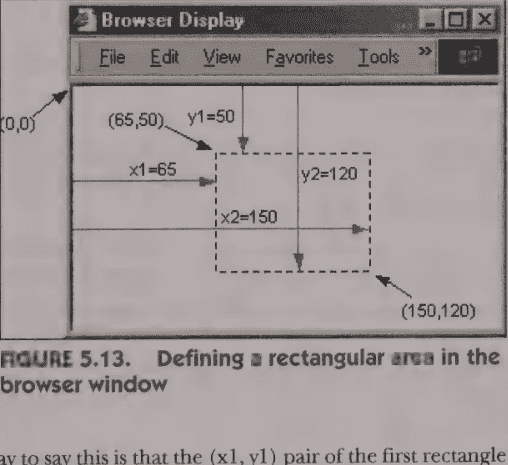 Browser Display
File Edit View Favorites Tools »
(0,0)
(65,50)
y1=50
x1=65
y2=120
x2=150
(150,120)
FIGURE 5.13. Defining a rectangular area in the
browser window
ay to say this is that the (x1, y1) pair of the first rectangle